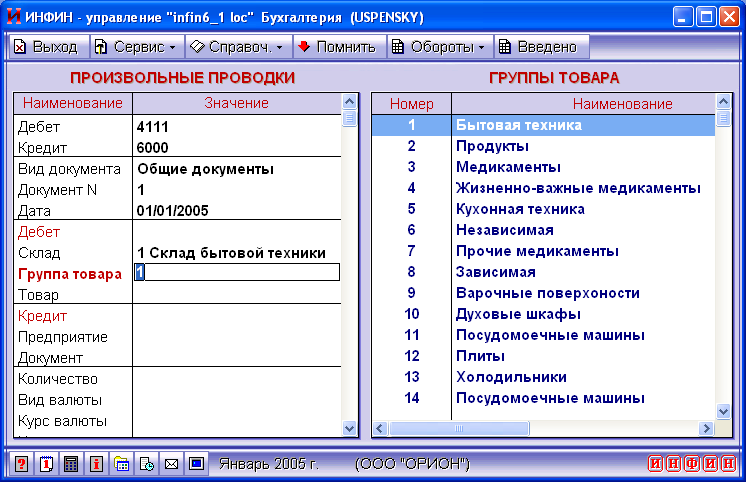 ИНФИН - управление "infin6_1 loc" Бухгалтерия (USPENSKY)
Выход Сервис Справоч. Помнить Обороты Введено
ПРОИЗВОЛЬНЫЕ ПРОВОДКИ
Наименование Значение
Дебет 4111
Кредит 6000
Вид документа Общие документы
Документ N 1
Дата 01/01/2005
Дебет
Склад 1 Склад бытовой техники
Группа товара 1
Товар
Кредит
Предприятие
Документ
Количество
Вид валюты
Курс валюты
ГРУППЫ ТОВАРА
Номер Наименование
1 Бытовая техника
2 Продукты
3 Медикаменты
4 Жизненно-важные медикаменты
5 Кухонная техника
6 Независимая
7 Прочие медикаменты
8 Зависимая
9 Варочные поверхоности
10 Духовые шкафы
11 Посудомоечные машины
12 Плиты
13 Холодильники
14 Посудомоечные машины
Январь 2005 г. (ООО "ОРИОН")
ИНФИН